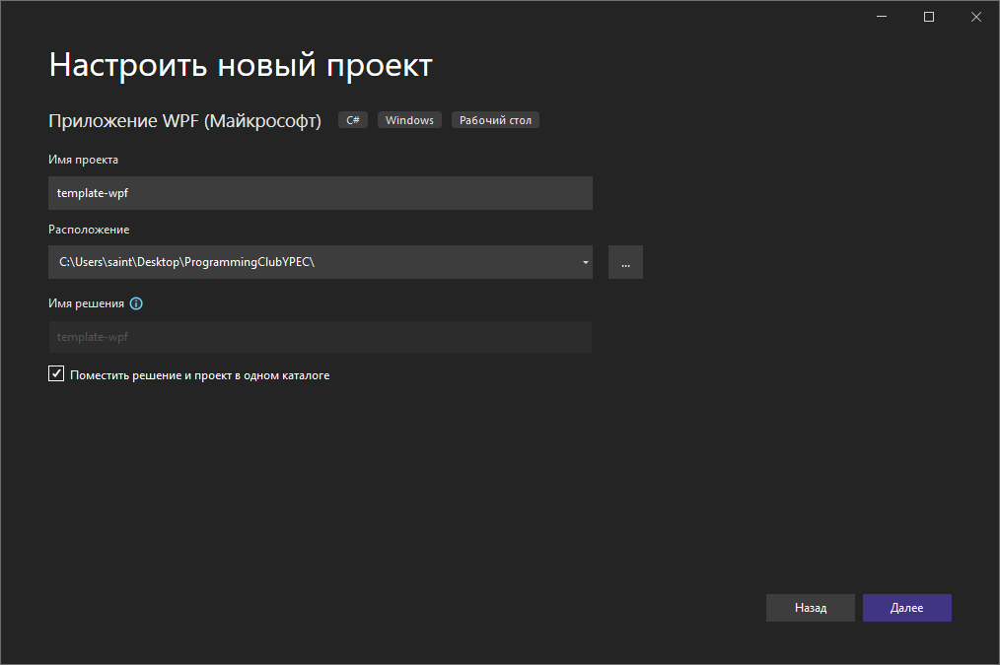 Настроить новый проект
Приложение WPF (Майкрософт) C# Windows Рабочий стол
Имя проекта
template-wpf
Расположение
C:\Users\saint\Desktop\ProgrammingClubYPEC\
...
Имя решения
template-wpf
Поместить решение и проект в одном каталоге
Назад Далее